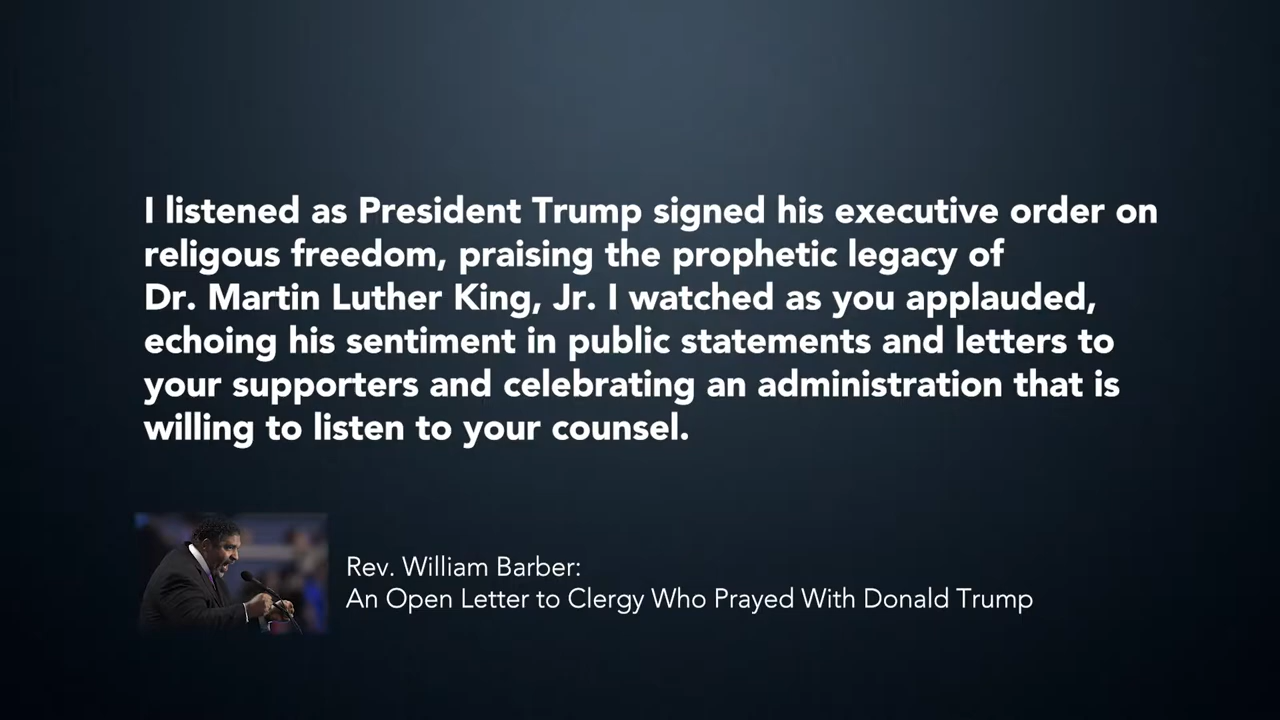 I listened as President Trump signed his executive order on
religous freedom, praising the prophetic legacy of
Dr. Martin Luther King, Jr. I watched as you applauded,
echoing his sentiment in public statements and letters to
your supporters and celebrating an administration that is
willing to listen to your counsel.
Rev. William Barber:
An Open Letter to Clergy Who Prayed With Donald Trump